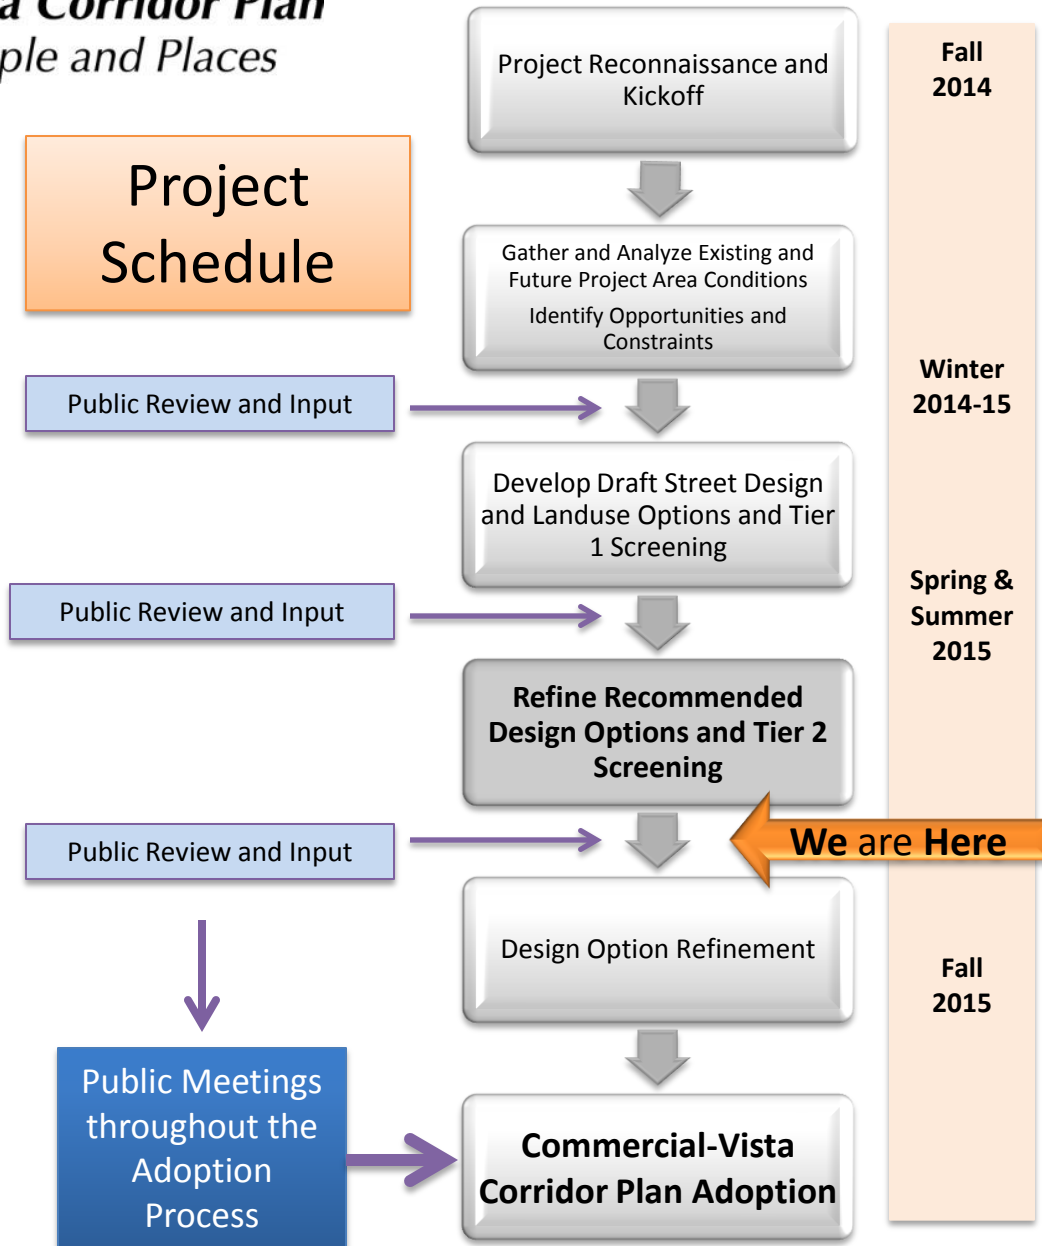 a Corridor Plan
ple and Places
Project
Schedule
Project Reconnaissance and
Kickoff
Fall
2014
Gather and Analyze Existing and
Future Project Area Conditions
Identify Opportunities and
Constraints
Winter
2014-15
Public Review and Input
Develop Draft Street Design
and Landuse Options and Tier
1 Screening
Spring &
Summer
2015
Public Review and Input
Refine Recommended
Design Options and Tier 2
Screening
We are Here
Public Review and Input
Design Option Refinement
Fall
2015
Public Meetings
throughout the
Adoption
Process
Commercial-Vista
Corridor Plan Adoption